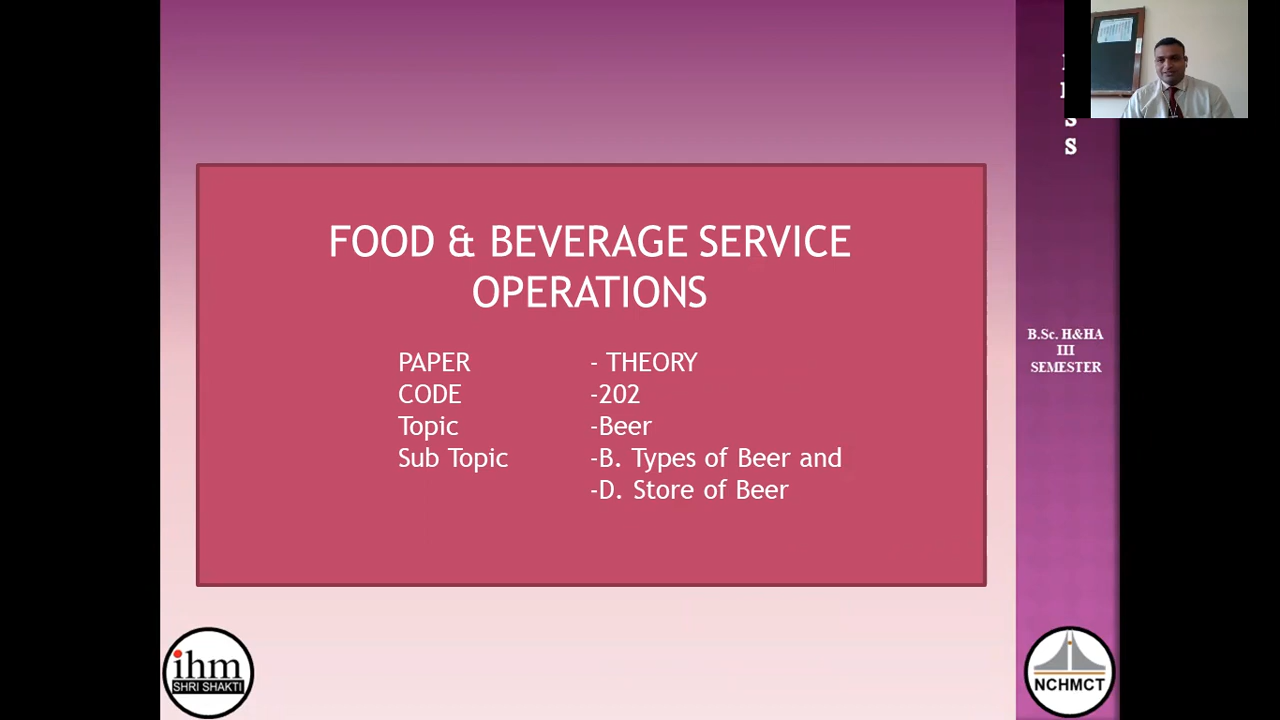 FOOD & BEVERAGE SERVICE
OPERATIONS
PAPER - THEORY
CODE -202
Topic -Beer
Sub Topic -B. Types of Beer and
-D. Store of Beer
S
S
B.Sc. H&HA
III
SEMESTER
ihm
SHRI SHAKTI
NCHMCT